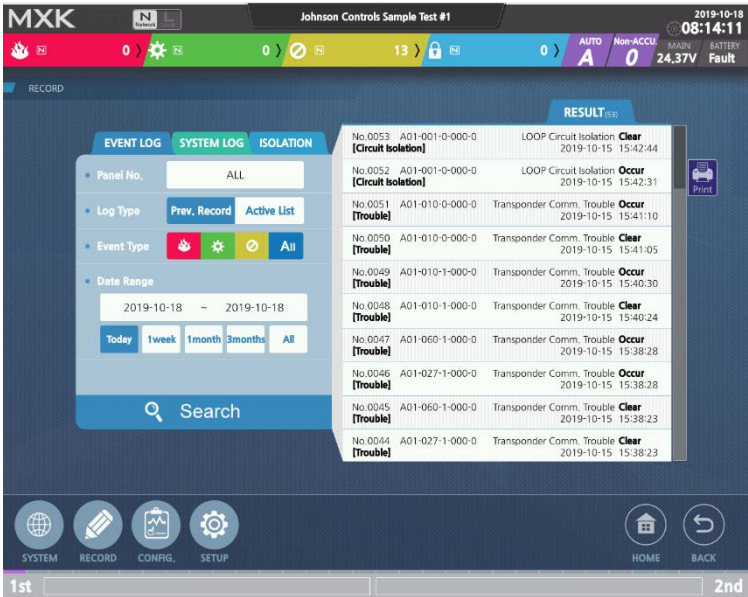 MXK
N
Network
L
Johnson Controls Sample Test #1
2019-10-18
08:14:11
N 0
N 0
N 13
N 0
AUTO
A
Non-ACCU.
0
MAIN
24.37V
BATTERY
Fault
RECORD
EVENT LOG SYSTEM LOG ISOLATION
Panel No. ALL
Log Type Prev. Record Active List
Event Type All
Date Range
2019-10-18 ~ 2019-10-18
Today 1week 1month 3months All
Search
RESULT(53)
No.0053 A01-001-0-000-0 LOOP Circuit Isolation Clear
[Circuit Isolation] 2019-10-15 15:42:44
No.0052 A01-001-0-000-0 LOOP Circuit Isolation Occur
[Circuit Isolation] 2019-10-15 15:42:31
No.0051 A01-010-0-000-0 Transponder Comm. Trouble Occur
[Trouble] 2019-10-15 15:41:10
No.0050 A01-010-0-000-0 Transponder Comm. Trouble Clear
[Trouble] 2019-10-15 15:41:05
No.0049 A01-010-1-000-0 Transponder Comm. Trouble Occur
[Trouble] 2019-10-15 15:40:30
No.0048 A01-010-1-000-0 Transponder Comm. Trouble Clear
[Trouble] 2019-10-15 15:40:24
No.0047 A01-060-1-000-0 Transponder Comm. Trouble Occur
[Trouble] 2019-10-15 15:38:28
No.0046 A01-027-1-000-0 Transponder Comm. Trouble Occur
[Trouble] 2019-10-15 15:38:28
No.0045 A01-060-1-000-0 Transponder Comm. Trouble Clear
[Trouble] 2019-10-15 15:38:23
No.0044 A01-027-1-000-0 Transponder Comm. Trouble Clear
[Trouble] 2019-10-15 15:38:23
Print
SYSTEM RECORD CONFIG. SETUP HOME BACK
1st 2nd